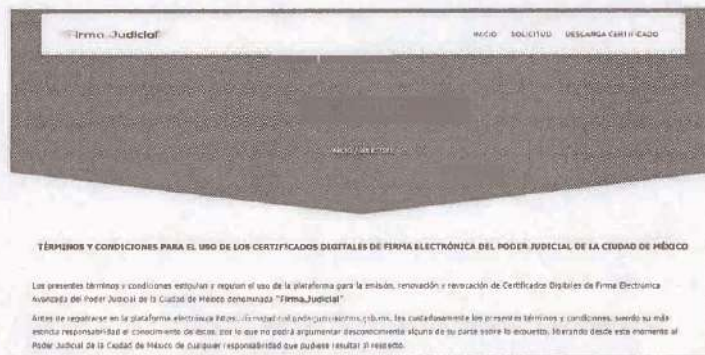 Firma.Judicial
INICIO SOLICITUD DESCARGA CERTIFICADO
INICIO /
TÉRMINOS Y CONDICIONES PARA EL USO DE LOS CERTIFICADOS DIGITALES DE FIRMA ELECTRÓNICA DEL PODER JUDICIAL DE LA CIUDAD DE MÉXICO
Los presentes términos y condiciones estipulan y regulan el uso de la plataforma para la emisión, renovación y revocación de Certificados Digitales de Firma Electrónica
Avanzada del Poder Judicial de la Ciudad de México denominada "Firma.Judicial"
Antes de registrarse en la plataforma electrónica lea cuidadosamente los presentes términos y condiciones, siendo su más
estricta responsabilidad el conocimiento de éstos, por lo que no podrá argumentar desconocimiento alguno de su parte sobre lo expuesto, liberando desde este momento al
Poder Judicial de la Ciudad de México de cualquier responsabilidad que pudiese resultar al respecto.